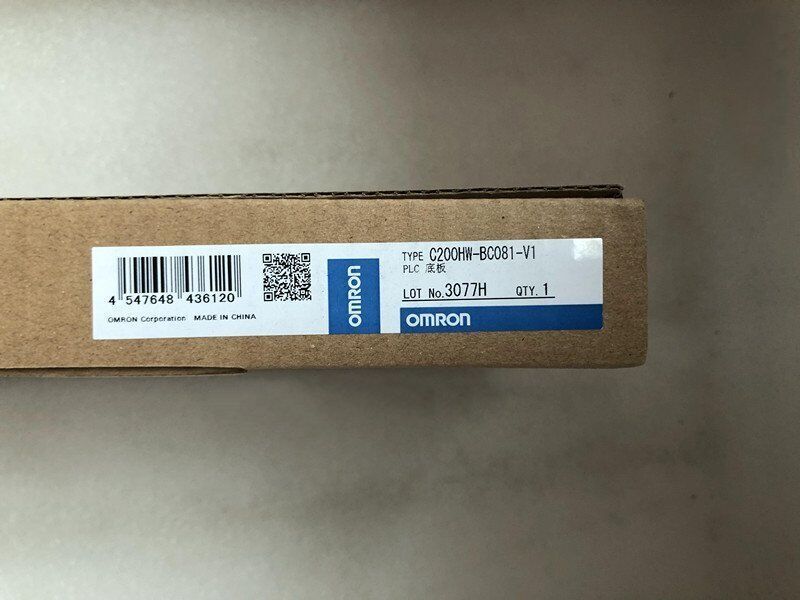 4 547648 436120
OMRON Corporation MADE IN CHINA
OMRON
TYPE C200HW-BC081-V1
PLC 底板
LOT No. 3077H QTY. 1
OMRON